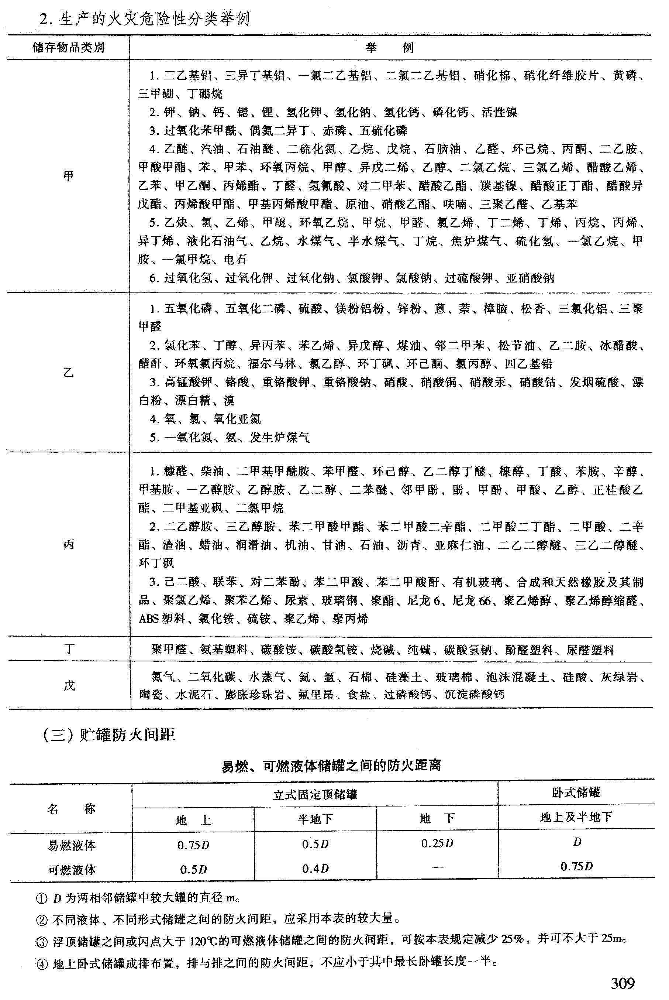 2. 生产的火灾危险性分类举例
储存物品类别 举 例
甲
1. 三乙基铝、三异丁基铝、一氯二乙基铝、二氯二乙基铝、硝化棉、硝化纤维胶片、黄磷、
三甲硼、丁硼烷
2. 钾、钠、钙、锶、锂、氢化钾、氢化钠、氢化钙、磷化钙、活性镍
3. 过氧化苯甲酰、偶氮二异丁、赤磷、五硫化磷
4. 乙醚、汽油、石油醚、二硫化氮、乙烷、戊烷、石脑油、乙醛、环己烷、丙酮、二乙胺、
甲酸甲酯、苯、甲苯、环氧丙烷、甲醇、异戊二烯、乙醇、二氯乙烷、三氯乙烯、醋酸乙烯、
乙苯、甲乙酮、丙烯酯、丁醛、氢氰酸、对二甲苯、醋酸乙酯、羰基镍、醋酸正丁酯、醋酸异
戊酯、丙烯酸甲酯、甲基丙烯酸甲酯、原油、硝酸乙酯、呋喃、三聚乙醛、乙基苯
5. 乙炔、氢、乙烯、甲醚、环氧乙烷、甲烷、甲醛、氯乙烯、丁二烯、丁烯、丙烷、丙烯、
异丁烯、液化石油气、乙烷、水煤气、半水煤气、丁烷、焦炉煤气、硫化氢、一氯乙烷、甲
胺、一氯甲烷、电石
6. 过氧化氢、过氧化钾、过氧化钠、氯酸钾、氯酸钠、过硫酸钾、亚硝酸钠
乙
1. 五氧化磷、五氧化二磷、硫酸、镁粉铝粉、锌粉、蒽、萘、樟脑、松香、三氯化铝、三聚
甲醛
2. 氯化苯、丁醇、异丙苯、苯乙烯、异戊醇、煤油、邻二甲苯、松节油、乙二胺、冰醋酸、
醋酐、环氧氯丙烷、福尔马林、氯乙醇、环丁砜、环己酮、氯丙醇、四乙基铅
3. 高锰酸钾、铬酸、重铬酸钾、重铬酸钠、硝酸、硝酸铜、硝酸汞、硝酸钴、发烟硫酸、漂
白粉、漂白精、溴
4. 氧、氯、氧化亚氮
5. 一氧化氮、氨、发生炉煤气
丙
1. 糠醛、柴油、二甲基甲酰胺、苯甲醛、环己醇、乙二醇丁醚、糠醇、丁酸、苯胺、辛醇、
甲基胺、一乙醇胺、乙醇胺、乙二醇、二苯醚、邻甲酚、酚、甲酚、甲酸、乙醇、正桂酸乙
酯、二甲基亚砜、二氯甲烷
2. 二乙醇胺、三乙醇胺、苯二甲酸甲酯、苯二甲酸二辛酯、二甲酸二丁酯、二甲酸、二辛
酯、渣油、蜡油、润滑油、机油、甘油、石油、沥青、亚麻仁油、二乙二醇醚、三乙二醇醚、
环丁砜
3. 己二酸、联苯、对二苯酚、苯二甲酸、苯二甲酸酐、有机玻璃、合成和天然橡胶及其制
品、聚氯乙烯、聚苯乙烯、尿素、玻璃钢、聚酯、尼龙 6、尼龙 66、聚乙烯醇、聚乙烯醇缩醛、
ABS 塑料、氯化铵、硫铵、聚乙烯、聚丙烯
丁 聚甲醛、氨基塑料、碳酸铵、碳酸氢铵、烧碱、纯碱、碳酸氢钠、酚醛塑料、尿醛塑料
戊
氮气、二氧化碳、水蒸气、氦、氩、石棉、硅藻土、玻璃棉、泡沫混凝土、硅酸、灰绿岩、
陶瓷、水泥石、膨胀珍珠岩、氟里昂、食盐、过磷酸钙、沉淀磷酸钙
(三) 贮罐防火间距
易燃、可燃液体储罐之间的防火距离
名 称 立式固定顶储罐 卧式储罐
地 上 半地下 地 下 地上及半地下
易燃液体 0.75D 0.5D 0.25D D
可燃液体 0.5D 0.4D — 0.75D
① D 为两相邻储罐中较大罐的直径 m。
② 不同液体、不同形式储罐之间的防火间距，应采用本表的较大量。
③ 浮顶储罐之间或闪点大于 120℃的可燃液体储罐之间的防火间距，可按本表规定减少 25%，并可不大于 25m。
④ 地上卧式储罐成排布置，排与排之间的防火间距；不应小于其中最长卧罐长度一半。
309